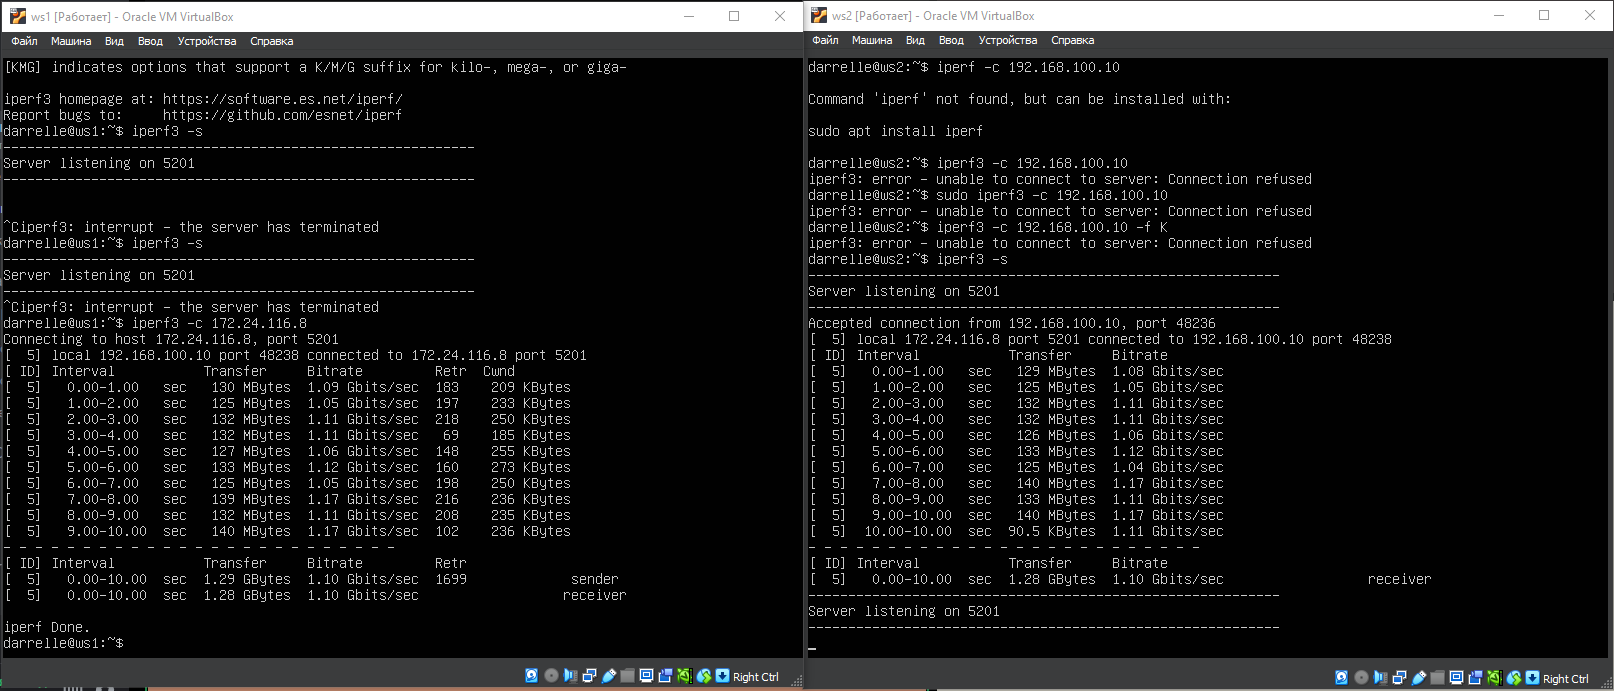 ws1 [Работает] - Oracle VM VirtualBox
Файл Машина Вид Ввод Устройства Справка
[KMG] indicates options that support a K/M/G suffix for kilo-, mega-, or giga-
iperf3 homepage at: https://software.es.net/iperf/
Report bugs to:     https://github.com/esnet/iperf
darrelle@ws1:~$ iperf3 -s
-----------------------------------------------------------
Server listening on 5201
-----------------------------------------------------------
^Ciperf3: interrupt - the server has terminated
darrelle@ws1:~$ iperf3 -s
-----------------------------------------------------------
Server listening on 5201
-----------------------------------------------------------
^Ciperf3: interrupt - the server has terminated
darrelle@ws1:~$ iperf3 -c 172.24.116.8
Connecting to host 172.24.116.8, port 5201
[  5] local 192.168.100.10 port 48238 connected to 172.24.116.8 port 5201
[ ID] Interval           Transfer     Bitrate         Retr  Cwnd
[  5]   0.00-1.00   sec   130 MBytes  1.09 Gbits/sec  183    209 KBytes
[  5]   1.00-2.00   sec   125 MBytes  1.05 Gbits/sec  197    233 KBytes
[  5]   2.00-3.00   sec   132 MBytes  1.11 Gbits/sec  218    250 KBytes
[  5]   3.00-4.00   sec   132 MBytes  1.11 Gbits/sec   69    185 KBytes
[  5]   4.00-5.00   sec   127 MBytes  1.06 Gbits/sec  148    255 KBytes
[  5]   5.00-6.00   sec   133 MBytes  1.12 Gbits/sec  160    273 KBytes
[  5]   6.00-7.00   sec   125 MBytes  1.05 Gbits/sec  198    250 KBytes
[  5]   7.00-8.00   sec   139 MBytes  1.17 Gbits/sec  216    236 KBytes
[  5]   8.00-9.00   sec   132 MBytes  1.11 Gbits/sec  208    235 KBytes
[  5]   9.00-10.00  sec   140 MBytes  1.17 Gbits/sec  102    236 KBytes
- - - - - - - - - - - - - - - - - - - - - - - - -
[ ID] Interval           Transfer     Bitrate         Retr
[  5]   0.00-10.00  sec  1.29 GBytes  1.10 Gbits/sec  1699             sender
[  5]   0.00-10.00  sec  1.28 GBytes  1.10 Gbits/sec                  receiver
iperf Done.
darrelle@ws1:~$
Right Ctrl
ws2 [Работает] - Oracle VM VirtualBox
Файл Машина Вид Ввод Устройства Справка
darrelle@ws2:~$ iperf -c 192.168.100.10
Command 'iperf' not found, but can be installed with:
sudo apt install iperf
darrelle@ws2:~$ iperf3 -c 192.168.100.10
iperf3: error - unable to connect to server: Connection refused
darrelle@ws2:~$ sudo iperf3 -c 192.168.100.10
iperf3: error - unable to connect to server: Connection refused
darrelle@ws2:~$ iperf3 -c 192.168.100.10 -f K
iperf3: error - unable to connect to server: Connection refused
darrelle@ws2:~$ iperf3 -s
-----------------------------------------------------------
Server listening on 5201
-----------------------------------------------------------
Accepted connection from 192.168.100.10, port 48236
[  5] local 172.24.116.8 port 5201 connected to 192.168.100.10 port 48238
[ ID] Interval           Transfer     Bitrate
[  5]   0.00-1.00   sec   129 MBytes  1.08 Gbits/sec
[  5]   1.00-2.00   sec   125 MBytes  1.05 Gbits/sec
[  5]   2.00-3.00   sec   132 MBytes  1.11 Gbits/sec
[  5]   3.00-4.00   sec   132 MBytes  1.11 Gbits/sec
[  5]   4.00-5.00   sec   126 MBytes  1.06 Gbits/sec
[  5]   5.00-6.00   sec   133 MBytes  1.12 Gbits/sec
[  5]   6.00-7.00   sec   125 MBytes  1.04 Gbits/sec
[  5]   7.00-8.00   sec   140 MBytes  1.17 Gbits/sec
[  5]   8.00-9.00   sec   133 MBytes  1.11 Gbits/sec
[  5]   9.00-10.00  sec   140 MBytes  1.17 Gbits/sec
[  5]  10.00-10.00  sec  90.5 KBytes  1.11 Gbits/sec
- - - - - - - - - - - - - - - - - - - - - - - - -
[ ID] Interval           Transfer     Bitrate
[  5]   0.00-10.00  sec  1.28 GBytes  1.10 Gbits/sec                  receiver
-----------------------------------------------------------
Server listening on 5201
-----------------------------------------------------------
Right Ctrl